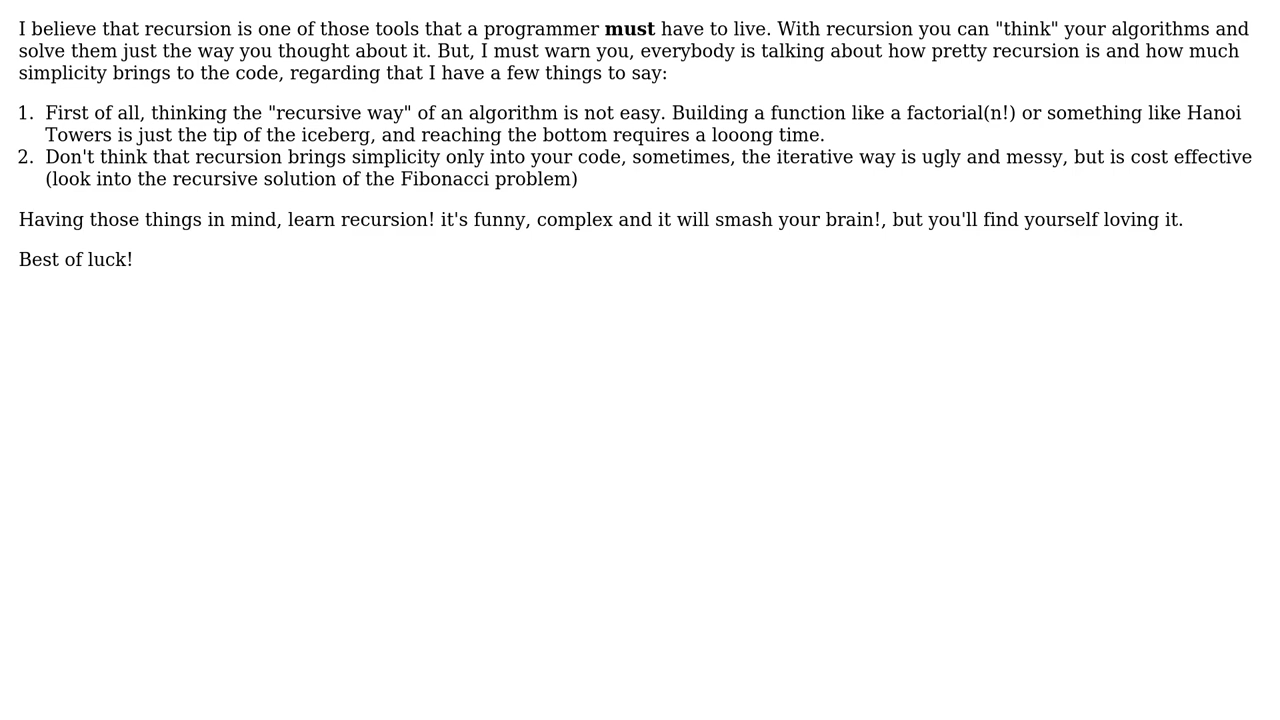 I believe that recursion is one of those tools that a programmer must have to live. With recursion you can "think" your algorithms and
solve them just the way you thought about it. But, I must warn you, everybody is talking about how pretty recursion is and how much
simplicity brings to the code, regarding that I have a few things to say:
1. First of all, thinking the "recursive way" of an algorithm is not easy. Building a function like a factorial(n!) or something like Hanoi
Towers is just the tip of the iceberg, and reaching the bottom requires a looong time.
2. Don't think that recursion brings simplicity only into your code, sometimes, the iterative way is ugly and messy, but is cost effective
(look into the recursive solution of the Fibonacci problem)
Having those things in mind, learn recursion! it's funny, complex and it will smash your brain!, but you'll find yourself loving it.
Best of luck!